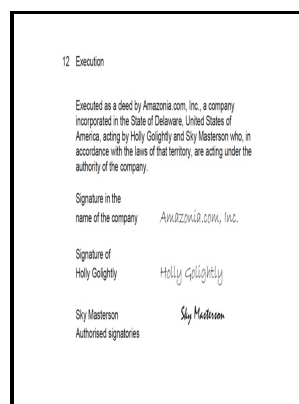 12 Execution
Executed as a deed by Amazonia.com, Inc., a company
incorporated in the State of Delaware, United States of
America, acting by Holly Golightly and Sky Masterson who, in
accordance with the laws of that territory, are acting under the
authority of the company.
Signature in the
name of the company Amazonia.com, Inc.
Signature of
Holly Golightly Holly Golightly
Sky Masterson Sky Masterson
Authorised signatories